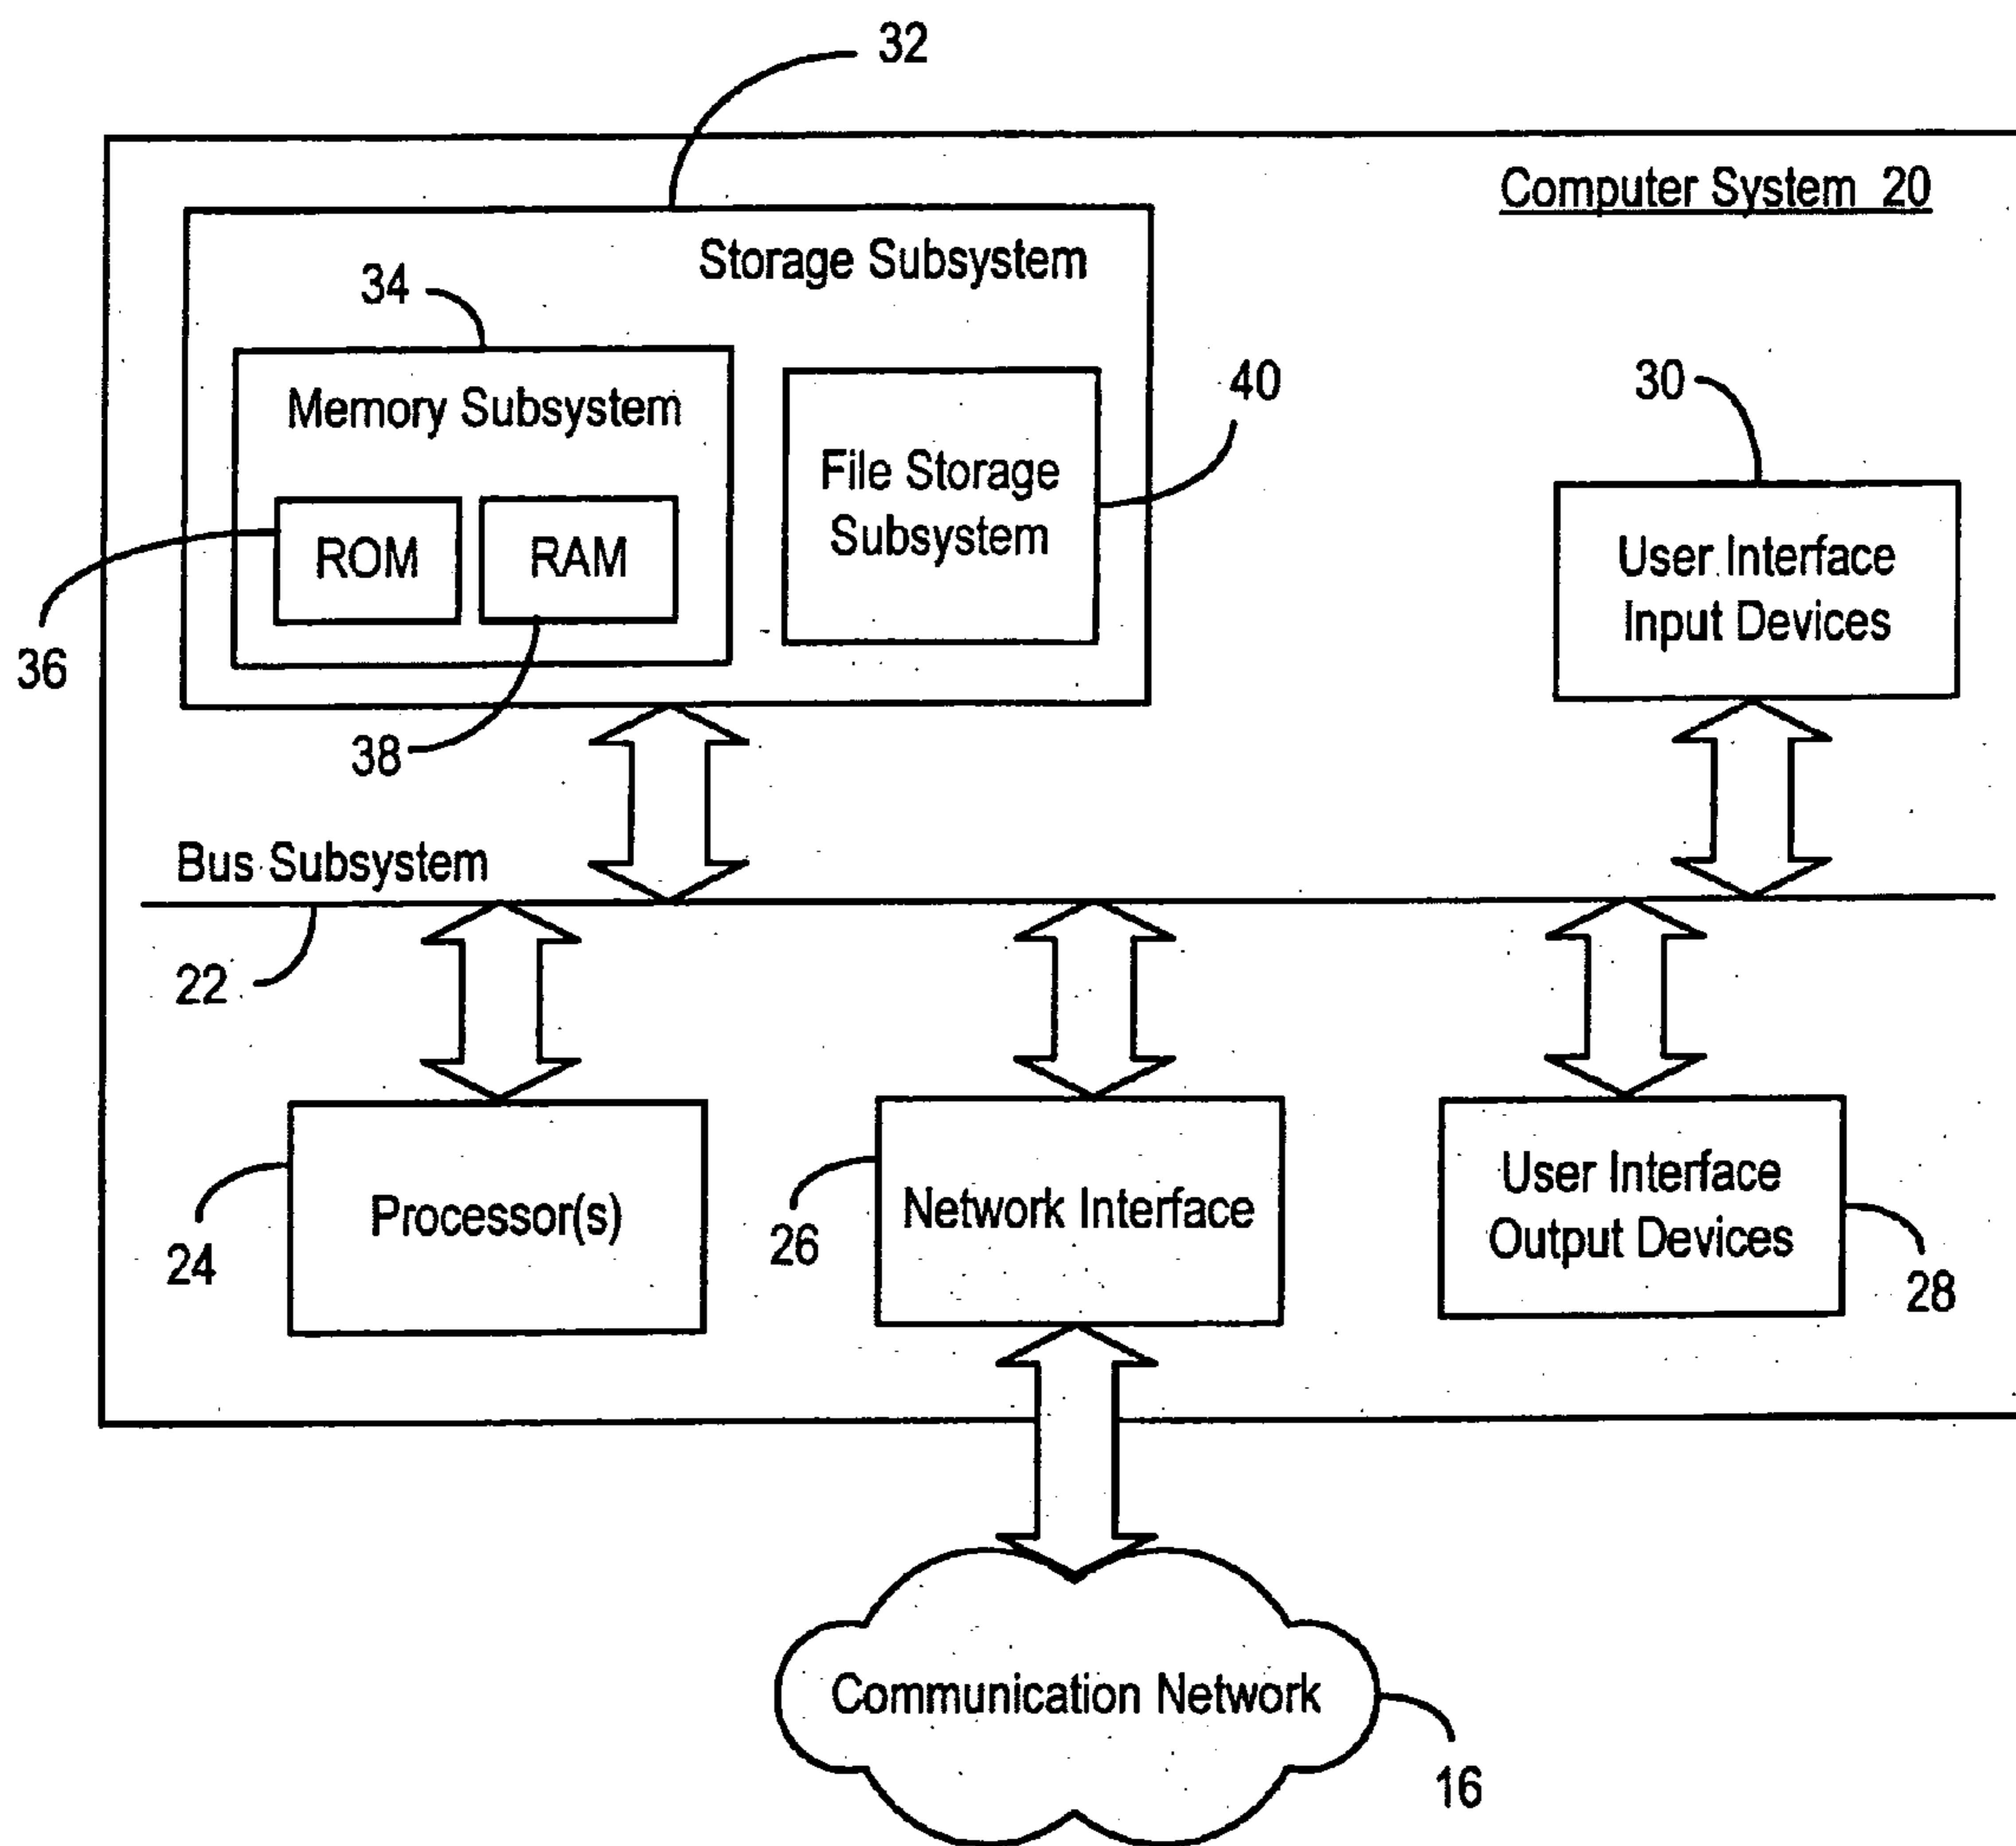 32
Computer System 20
Storage Subsystem
34
Memory Subsystem
40
30
File Storage
Subsystem
ROM
RAM
User Interface
Input Devices
36
38
Bus Subsystem
22
Processor(s)
24
Network Interface
26
User Interface
Output Devices
28
Communication Network
16